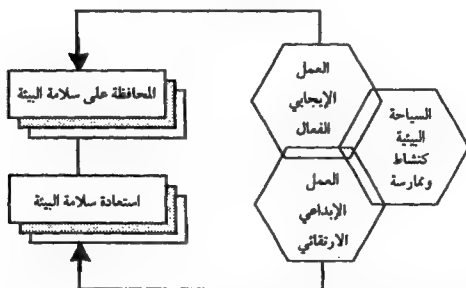 العمل
الإيجابي
الفعال
السياحة
البيئية
كنشاط
وممارسة
العمل
الإبداعي
الارتقائي
المحافظة على سلامة البيئة
استعادة سلامة البيئة